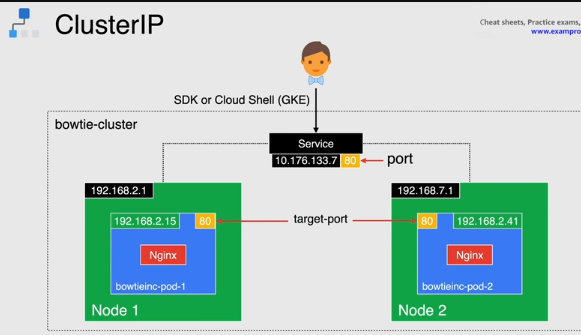 ClusterIP
Cheat sheets, Practice exams,
www.exampro
SDK or Cloud Shell (GKE)
bowtie-cluster
Service
10.176.133.7 80 port
192.168.2.1
192.168.7.1
192.168.2.15 80
target-port
80 192.168.2.41
Nginx
Nginx
bowtieinc-pod-1
bowtieinc-pod-2
Node 1
Node 2